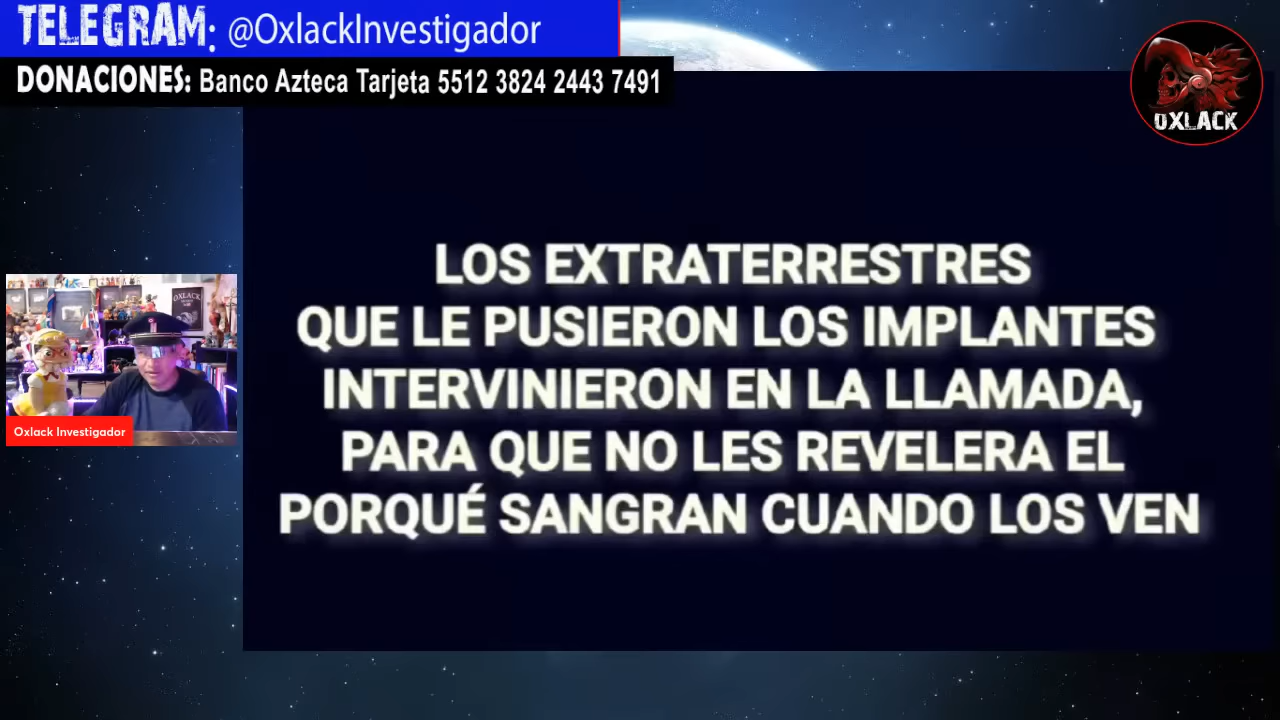 TELEGRAM: @OxlackInvestigador
DONACIONES: Banco Azteca Tarjeta 5512 3824 2443 7491
OXLACK
LOS EXTRATERRESTRES
QUE LE PUSIERON LOS IMPLANTES
INTERVINIERON EN LA LLAMADA,
PARA QUE NO LES REVELERA EL
PORQUÉ SANGRAN CUANDO LOS VEN
OXLACK
Oxlack Investigador